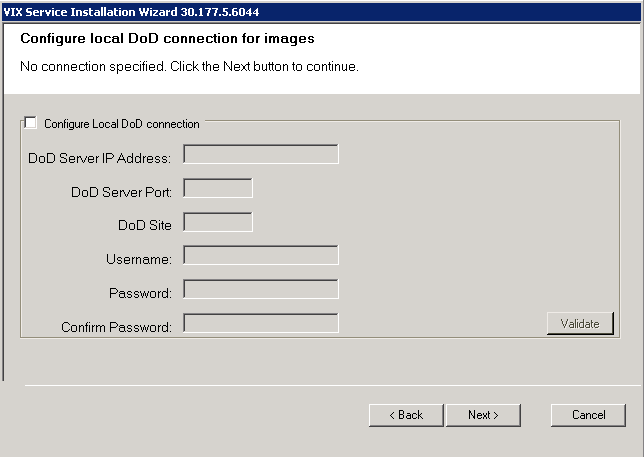 VIX Service Installation Wizard 30.177.5.6044
Configure local DoD connection for images
No connection specified. Click the Next button to continue.
Configure Local DoD connection
DoD Server IP Address:
DoD Server Port:
DoD Site
Username:
Password:
Confirm Password:
Validate
< Back
Next >
Cancel